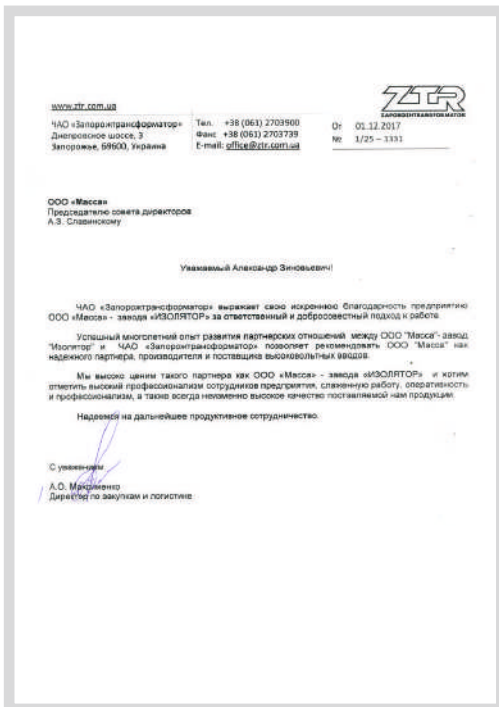 ZTR
ZAPOROZHTRANSFORMATOR
www.ztr.com.ua
ЧАО «Запорожтрансформатор»
Днепровское шоссе, 3
Запорожье, 69600, Украина
Тел. +38 (061) 2703900
Факс +38 (061) 2703739
E-mail: office@ztr.com.ua
От 01.12.2017
№ 1/25 – 1331
ООО «Масса»
Председателю совета директоров
А.З. Славинскому
Уважаемый Александр Зиновьевич!
ЧАО «Запорожтрансформатор» выражает свою искреннюю благодарность предприятию
ООО «Масса» - завода «ИЗОЛЯТОР» за ответственный и добросовестный подход к работе.
Успешный многолетний опыт развития партнерских отношений между ООО "Масса"- завод
"Изолятор" и ЧАО «Запорожтрансформатор» позволяет рекомендовать ООО "Масса" как
надежного партнера, производителя и поставщика высоковольтных вводов.
Мы высоко ценим такого партнера как ООО «Масса» - завода «ИЗОЛЯТОР» и хотим
отметить высокий профессионализм сотрудников предприятия, слаженную работу, оперативность
и профессионализм, а также всегда неизменно высокое качество поставляемой нам продукции.
Надеемся на дальнейшее продуктивное сотрудничество.
С уважением
А.О. Макрименко
Директор по закупкам и логистике